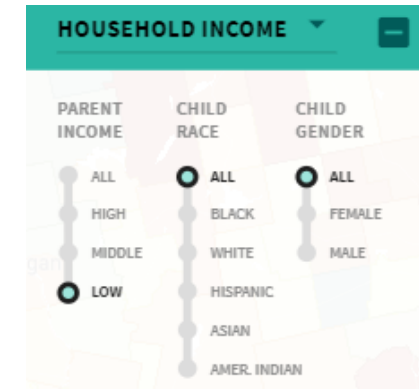 HOUSEHOLD INCOME
PARENT INCOME
ALL
HIGH
MIDDLE
LOW
CHILD RACE
ALL
BLACK
WHITE
HISPANIC
ASIAN
AMER. INDIAN
CHILD GENDER
ALL
FEMALE
MALE